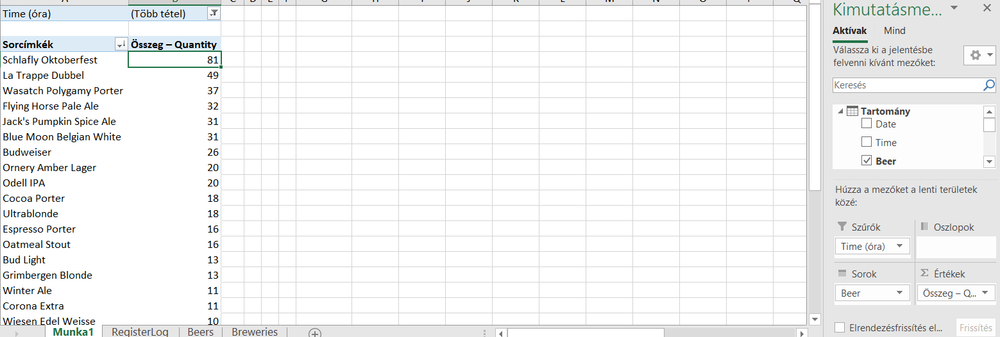 C D E F G H I J K L M N O P Q
Time (óra) (Több tétel)
Sorcímkék Összeg – Quantity
Schlafly Oktoberfest 81
La Trappe Dubbel 49
Wasatch Polygamy Porter 37
Flying Horse Pale Ale 32
Jack's Pumpkin Spice Ale 31
Blue Moon Belgian White 31
Budweiser 26
Ornery Amber Lager 20
Odell IPA 20
Cocoa Porter 18
Ultrablonde 18
Espresso Porter 16
Oatmeal Stout 16
Bud Light 13
Grimbergen Blonde 13
Winter Ale 11
Corona Extra 11
Wiesen Edel Weisse 10
Munka1 RegisterLog Beers Breweries
Kimutatásme...
Aktívak Mind
Válassza ki a jelentésbe
felvenni kívánt mezőket:
Keresés
Tartomány
Date
Time
Beer
Húzza a mezőket a lenti területek
közé:
Szűrők Oszlopok
Time (óra)
Sorok Értékek
Beer Összeg – Q...
Elrendezésfrissítés el... Frissítés